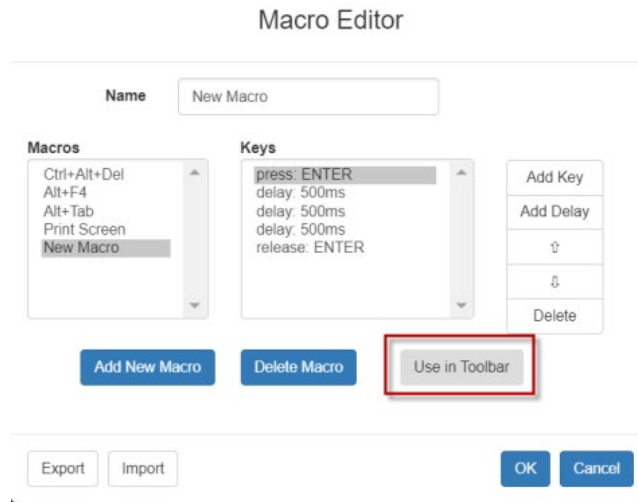 Macro Editor
Name
New Macro
Macros
Keys
Ctrl+Alt+Del
Alt+F4
Alt+Tab
Print Screen
New Macro
press: ENTER
delay: 500ms
delay: 500ms
delay: 500ms
release: ENTER
Add Key
Add Delay
⇧
⇩
Delete
Add New Macro
Delete Macro
Use in Toolbar
Export
Import
OK
Cancel